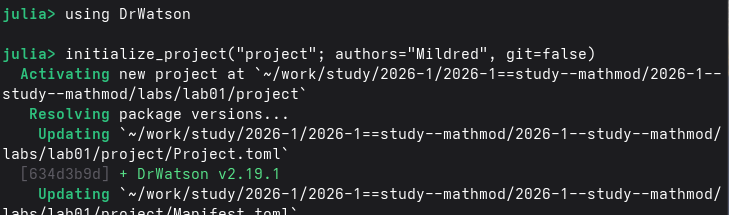 julia> using DrWatson
julia> initialize_project("project"; authors="Mildred", git=false)
Activating new project at `~/work/study/2026-1/2026-1==study--mathmod/2026-1--
study--mathmod/labs/lab01/project`
Resolving package versions...
Updating `~/work/study/2026-1/2026-1==study--mathmod/2026-1--study--mathmod/
labs/lab01/project/Project.toml`
[634d3b9d] + DrWatson v2.19.1
Updating `~/work/study/2026-1/2026-1==study--mathmod/2026-1--study--mathmod/
labs/lab01/project/Manifest.toml`